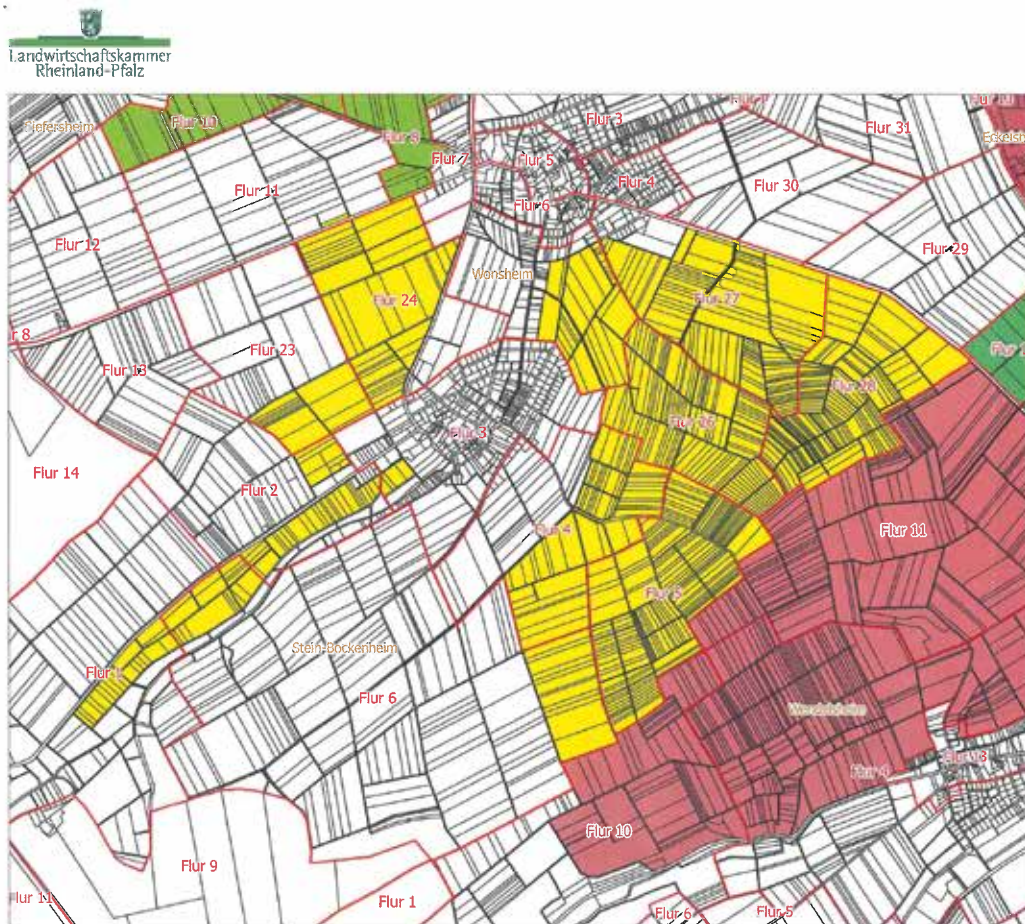 Landwirtschaftskammer
Rheinland-Pfalz
Flur 3
Flur 31
Flur 10
Flur 8
Flur 7
Flur 5
Flur 4
Flur 30
Flur 11
Flur 6
Flur 12
Flur 29
Wonsheim
Flur 24
Flur 27
Flur 23
Flur 13
Flur 28
Flur 26
Flur 3
Flur 14
Flur 2
Flur 4
Flur 11
Flur 5
Stein-Bockenheim
Flur 1
Flur 6
Wendelsheim
Flur 4
Flur 10
Flur 9
Flur 11
Flur 1
Flur 6
Flur 5